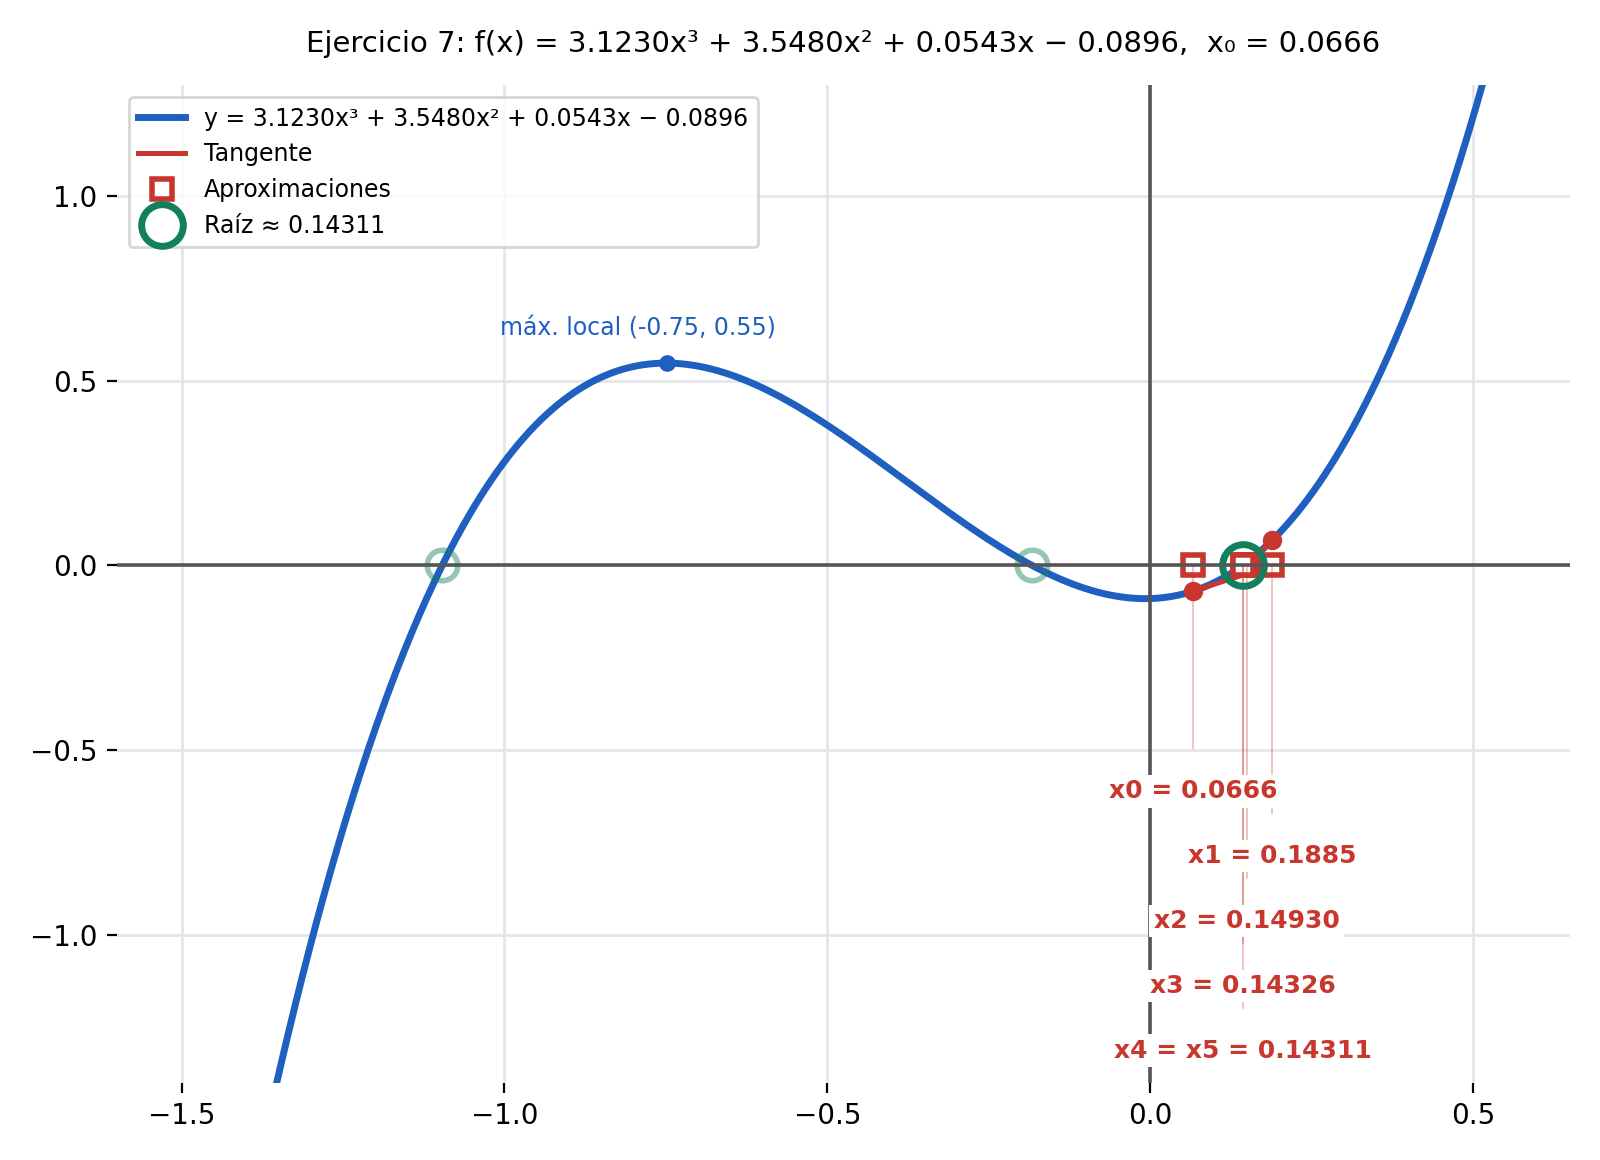 Ejercicio 7: f(x) = 3.1230x³ + 3.5480x² + 0.0543x − 0.0896,  x₀ = 0.0666
y = 3.1230x³ + 3.5480x² + 0.0543x − 0.0896
Tangente
Aproximaciones
Raíz ≈ 0.14311
máx. local (-0.75, 0.55)
1.0
0.5
0.0
−0.5
−1.0
x0 = 0.0666
x1 = 0.1885
x2 = 0.14930
x3 = 0.14326
x4 = x5 = 0.14311
−1.5
−1.0
−0.5
0.0
0.5